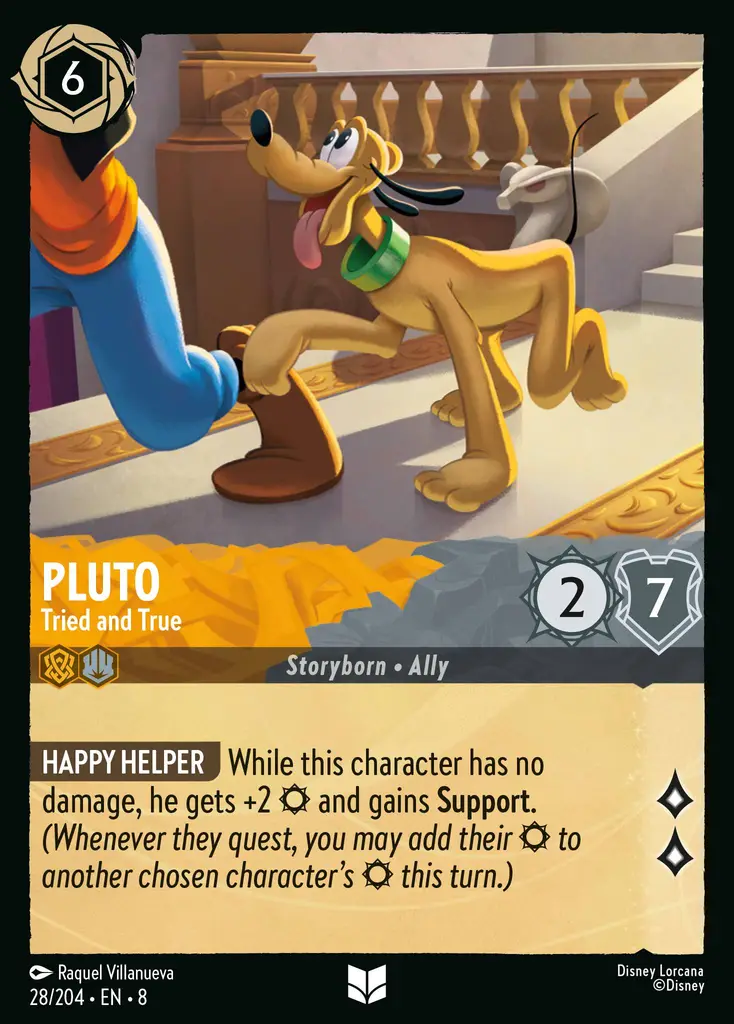 6
PLUTO
Tried and True
2
7
Storyborn • Ally
HAPPY HELPER While this character has no
damage, he gets +2 and gains Support.
(Whenever they quest, you may add their to
another chosen character’s this turn.)
Raquel Villanueva
28/204 • EN • 8
Disney Lorcana
©Disney